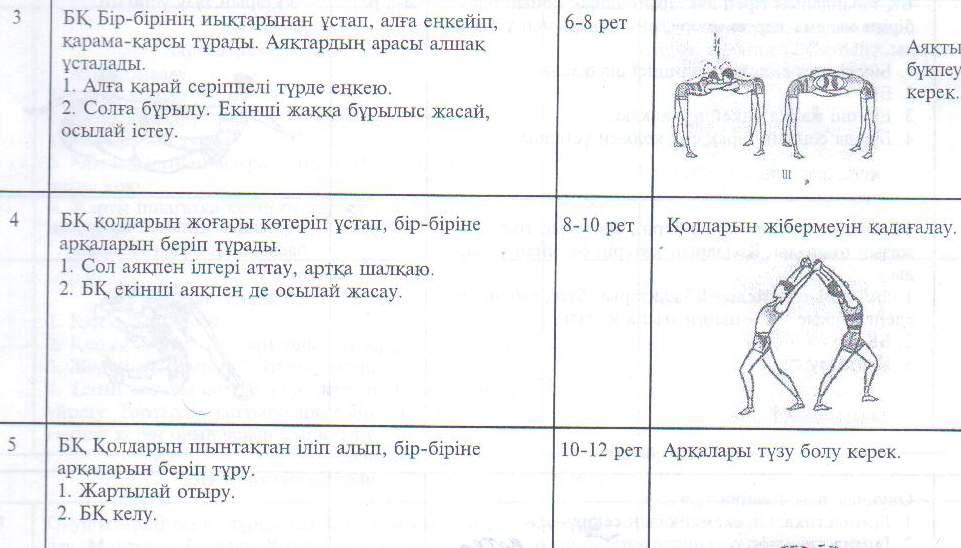 3
БҚ Бір-бірінің иықтарынан ұстап, алға еңкейіп,
қарама-қарсы тұрады. Аяқтардың арасы алшақ
ұсталады.
1. Алға қарай серіппелі түрде еңкею.
2. Солға бұрылу. Екінші жаққа бұрылыс жасай,
осылай істеу.
6-8 рет
Аяқты
бүкпеу
керек.
ІІІ
4
БҚ қолдарын жоғары көтеріп ұстап, бір-біріне
арқаларын беріп тұрады.
1. Сол аяқпен ілгері аттау, артқа шалқаю.
2. БҚ екінші аяқпен де осылай жасау.
8-10 рет
Қолдарын жібермеуін қадағалау.
5
БҚ Қолдарын шынтақтан іліп алып, бір-біріне
арқаларын беріп тұру.
1. Жартылай отыру.
2. БҚ келу.
10-12 рет
Арқалары түзу болу керек.